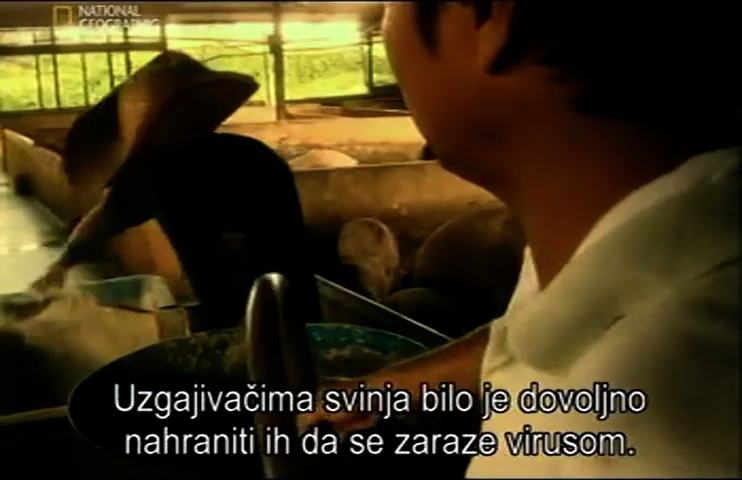 NATIONAL
GEOGRAPHIC
Uzgajivačima svinja bilo je dovoljno
nahraniti ih da se zaraze virusom.